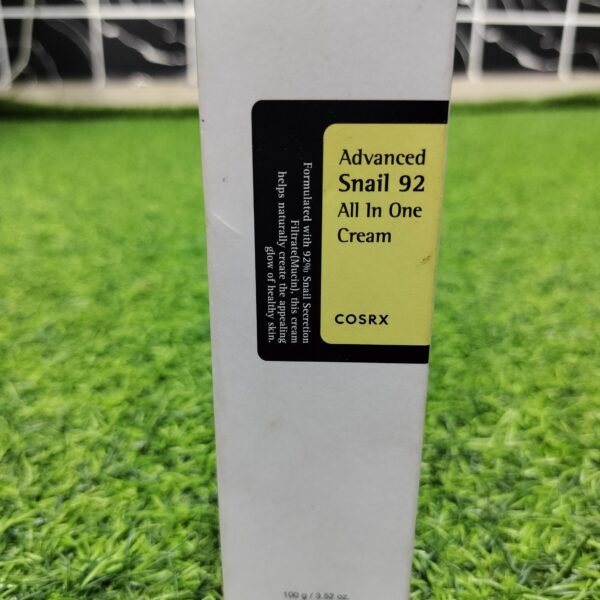 Advanced
Snail 92
All In One
Cream
COSRX
Formulated with 92% Snail Secretion
Filtrate(Mucin), this cream
helps naturally create the appealing
glow of healthy skin.
100 g / 3.52 oz.